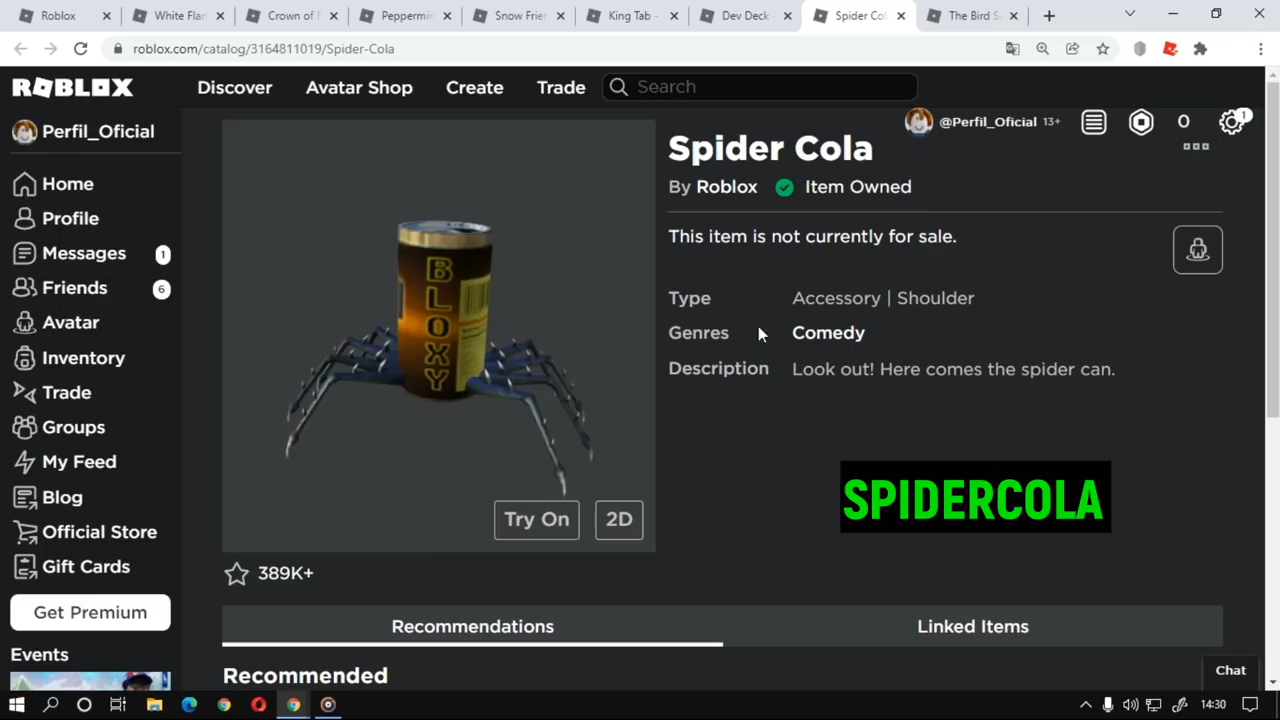 Roblox
White Flan
Crown of F
Peppermin
Snow Frie
King Tab -
Dev Deck -
Spider Col
The Bird S
roblox.com/catalog/3164811019/Spider-Cola
ROBLOX
Discover
Avatar Shop
Create
Trade
Search
Perfil_Oficial
@Perfil_Oficial 13+
0
1
Home
Profile
Messages 1
Friends 6
Avatar
Inventory
Trade
Groups
My Feed
Blog
Official Store
Gift Cards
Get Premium
Events
BLOXY
Try On
2D
389K+
Spider Cola
By Roblox Item Owned
This item is not currently for sale.
Type Accessory | Shoulder
Genres Comedy
Description Look out! Here comes the spider can.
SPIDERCOLA
Recommendations
Linked Items
Recommended
Chat
14:30